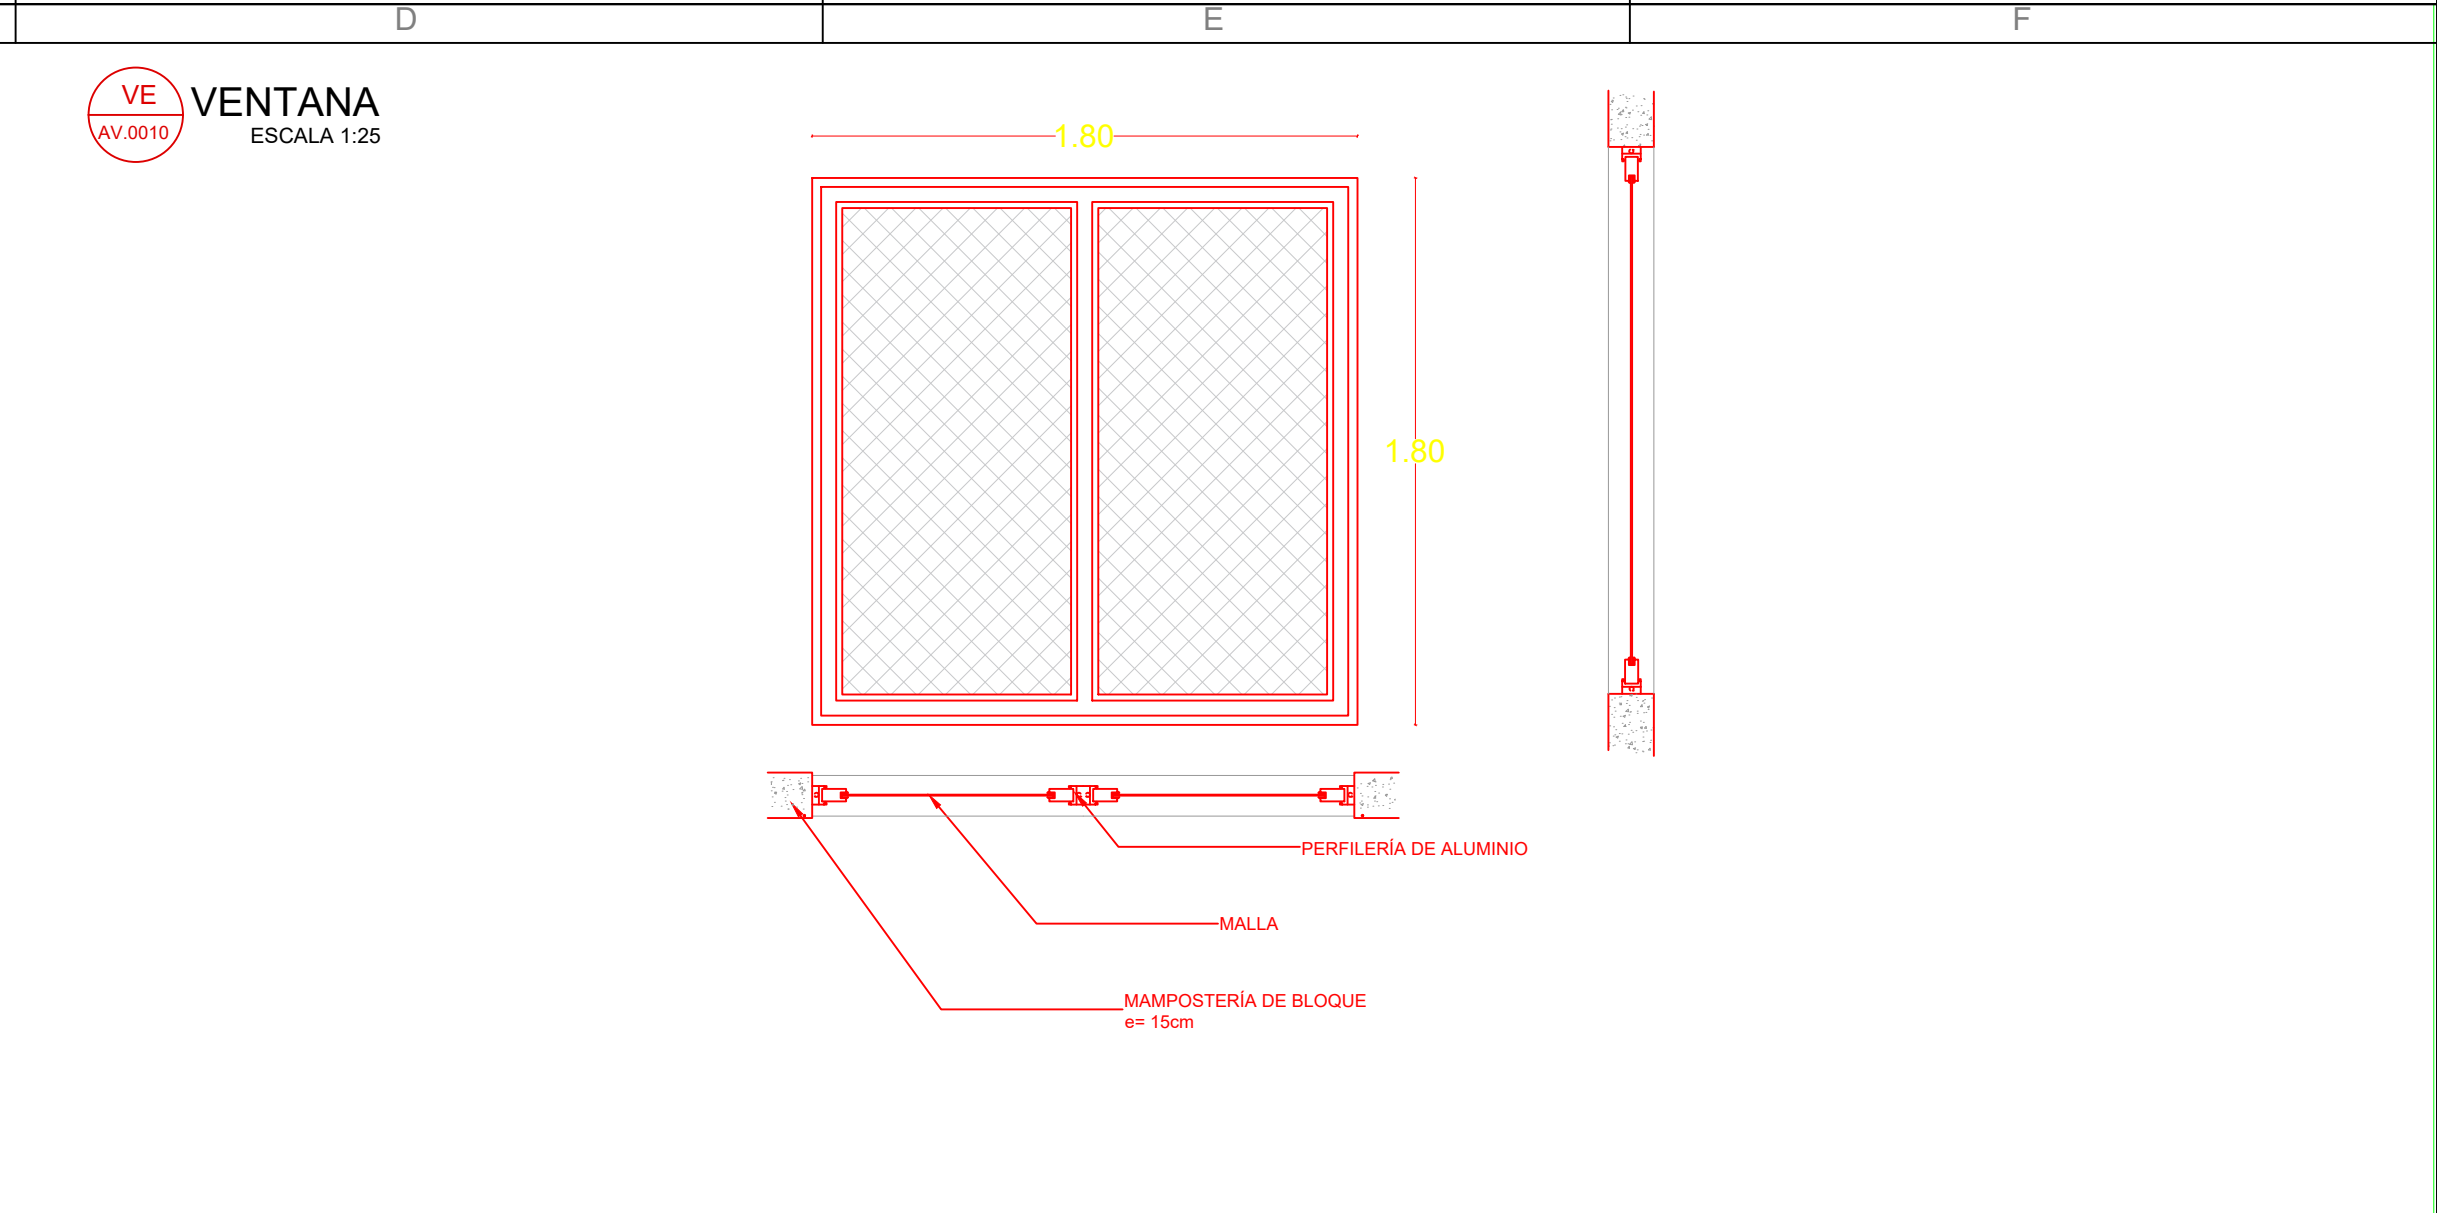 D
E
F
VE
AV.0010
VENTANA
ESCALA 1:25
1.80
1.80
PERFILERÍA DE ALUMINIO
MALLA
MAMPOSTERÍA DE BLOQUE
e= 15cm